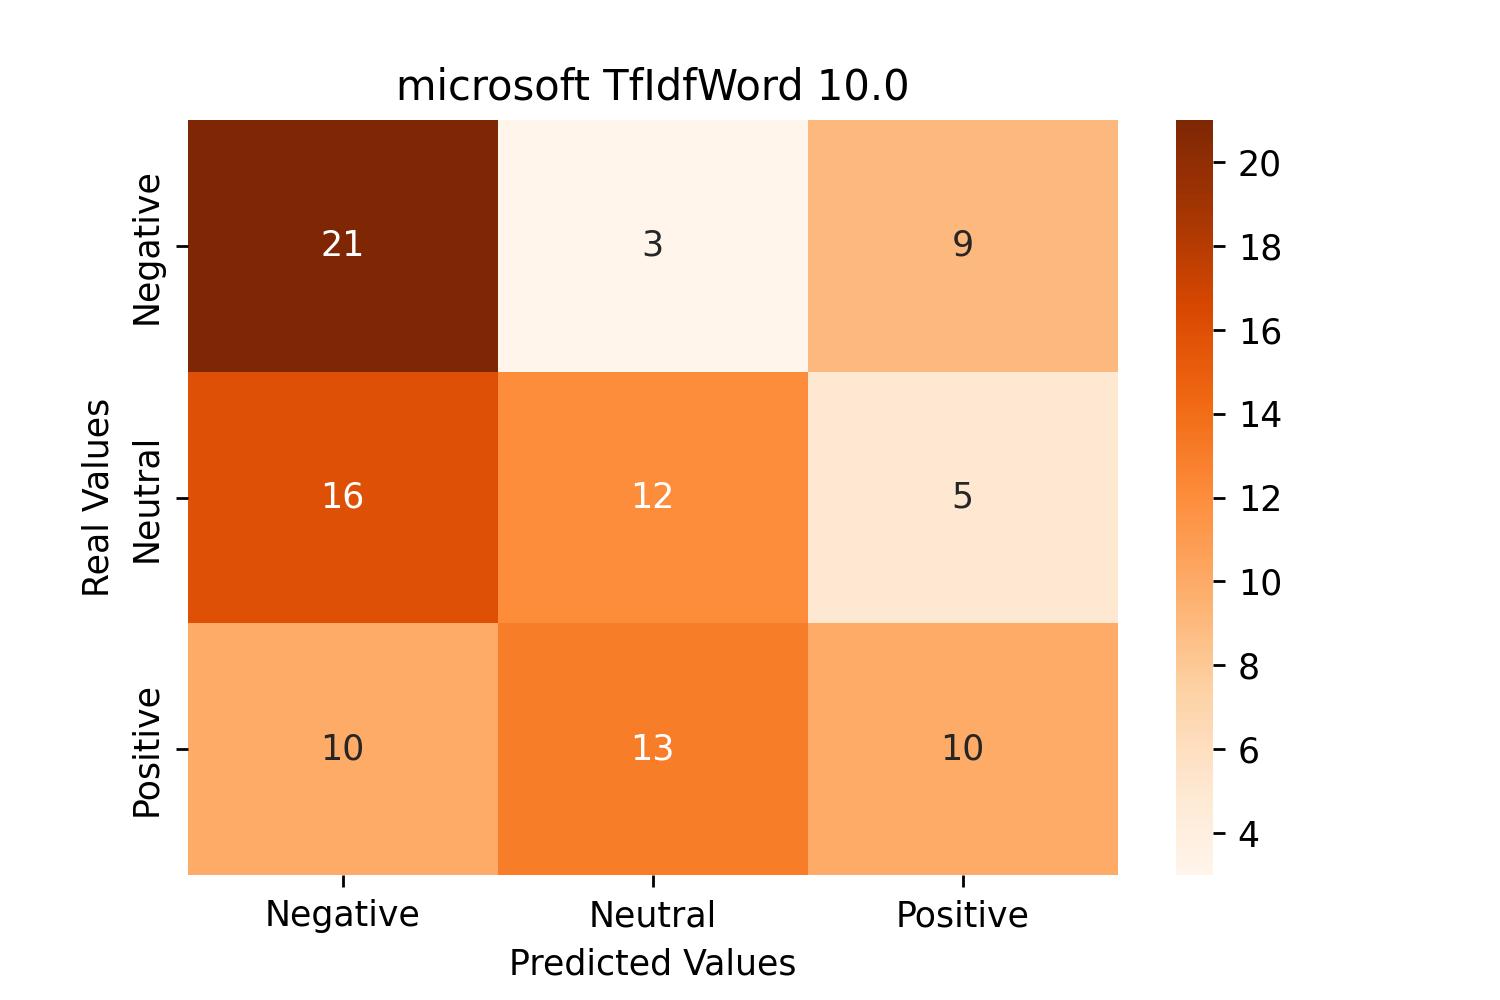 microsoft TfIdfWord 10.0
Real Values
Negative
21 3 9
Neutral
16 12 5
Positive
10 13 10
Negative Neutral Positive
Predicted Values
20
18
16
14
12
10
8
6
4